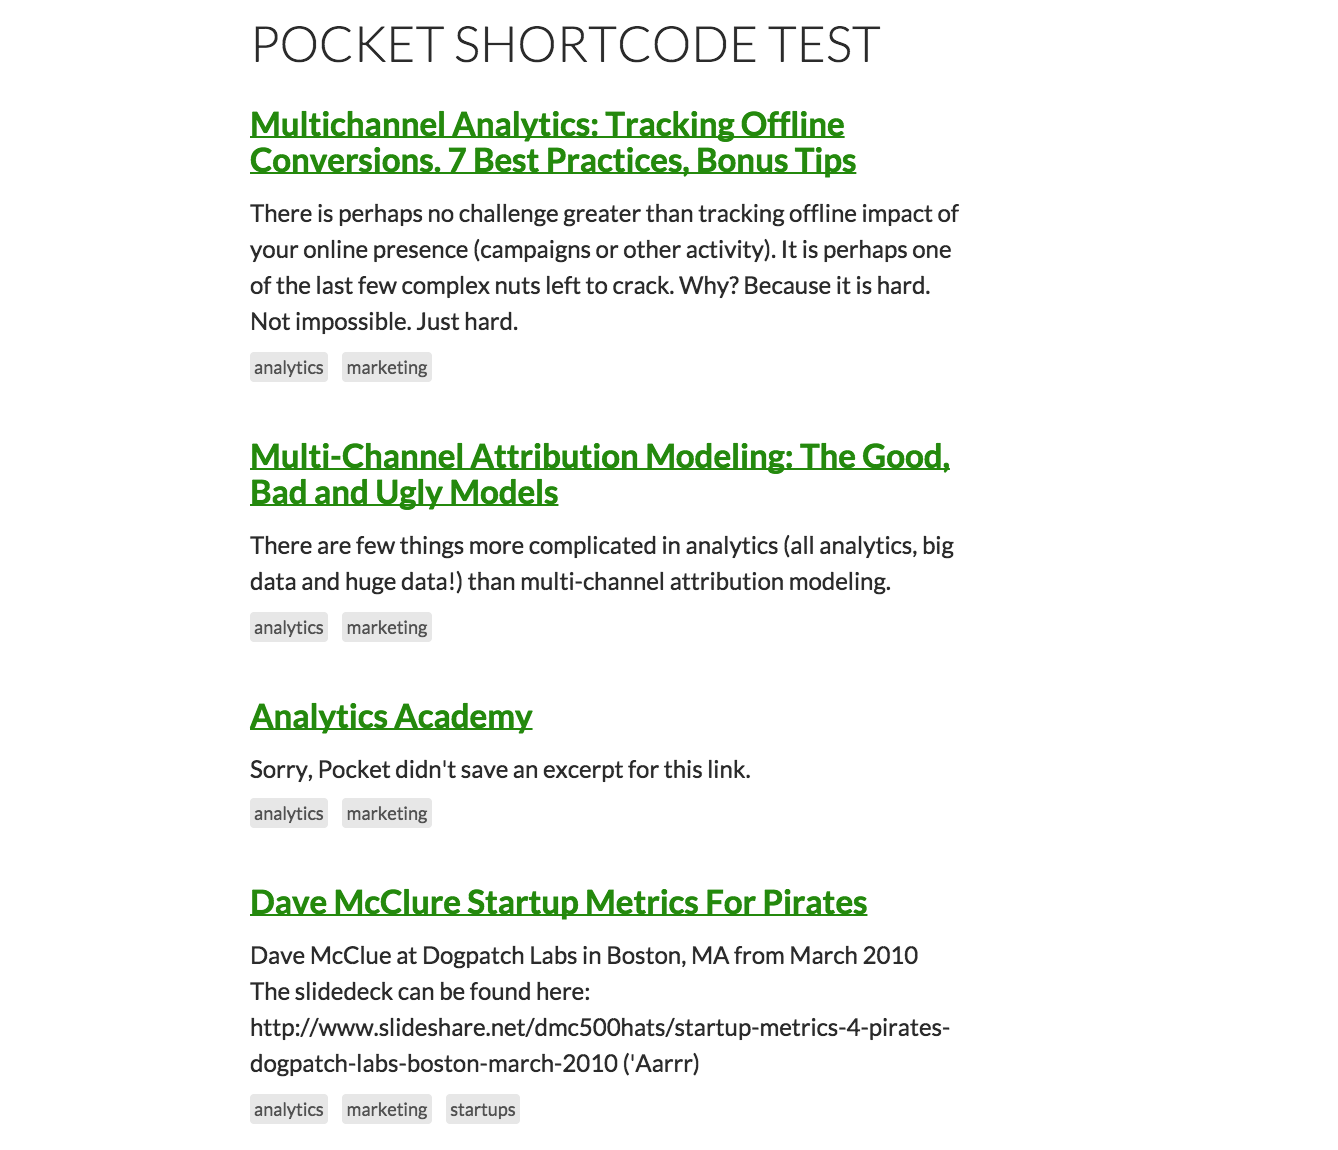 POCKET SHORTCODE TEST
Multichannel Analytics: Tracking Offline
Conversions. 7 Best Practices, Bonus Tips
There is perhaps no challenge greater than tracking offline impact of
your online presence (campaigns or other activity). It is perhaps one
of the last few complex nuts left to crack. Why? Because it is hard.
Not impossible. Just hard.
analytics marketing
Multi-Channel Attribution Modeling: The Good,
Bad and Ugly Models
There are few things more complicated in analytics (all analytics, big
data and huge data!) than multi-channel attribution modeling.
analytics marketing
Analytics Academy
Sorry, Pocket didn't save an excerpt for this link.
analytics marketing
Dave McClure Startup Metrics For Pirates
Dave McClue at Dogpatch Labs in Boston, MA from March 2010
The slidedeck can be found here:
http://www.slideshare.net/dmc500hats/startup-metrics-4-pirates-
dogpatch-labs-boston-march-2010 ('Aarrr)
analytics marketing startups